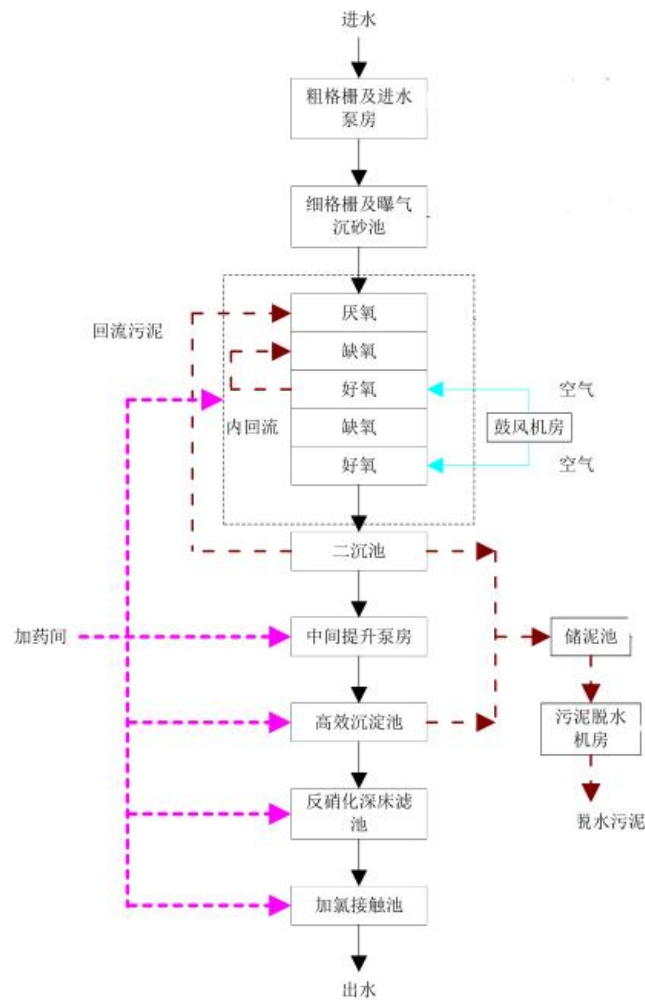 进水
粗格栅及进水
泵房
细格栅及曝气
沉砂池
厌氧
回流污泥
缺氧
好氧
空气
内回流
缺氧
鼓风机房
好氧
空气
二沉池
加药间
中间提升泵房
储泥池
高效沉淀池
污泥脱水
机房
反硝化深床滤
池
脱水污泥
加氯接触池
出水